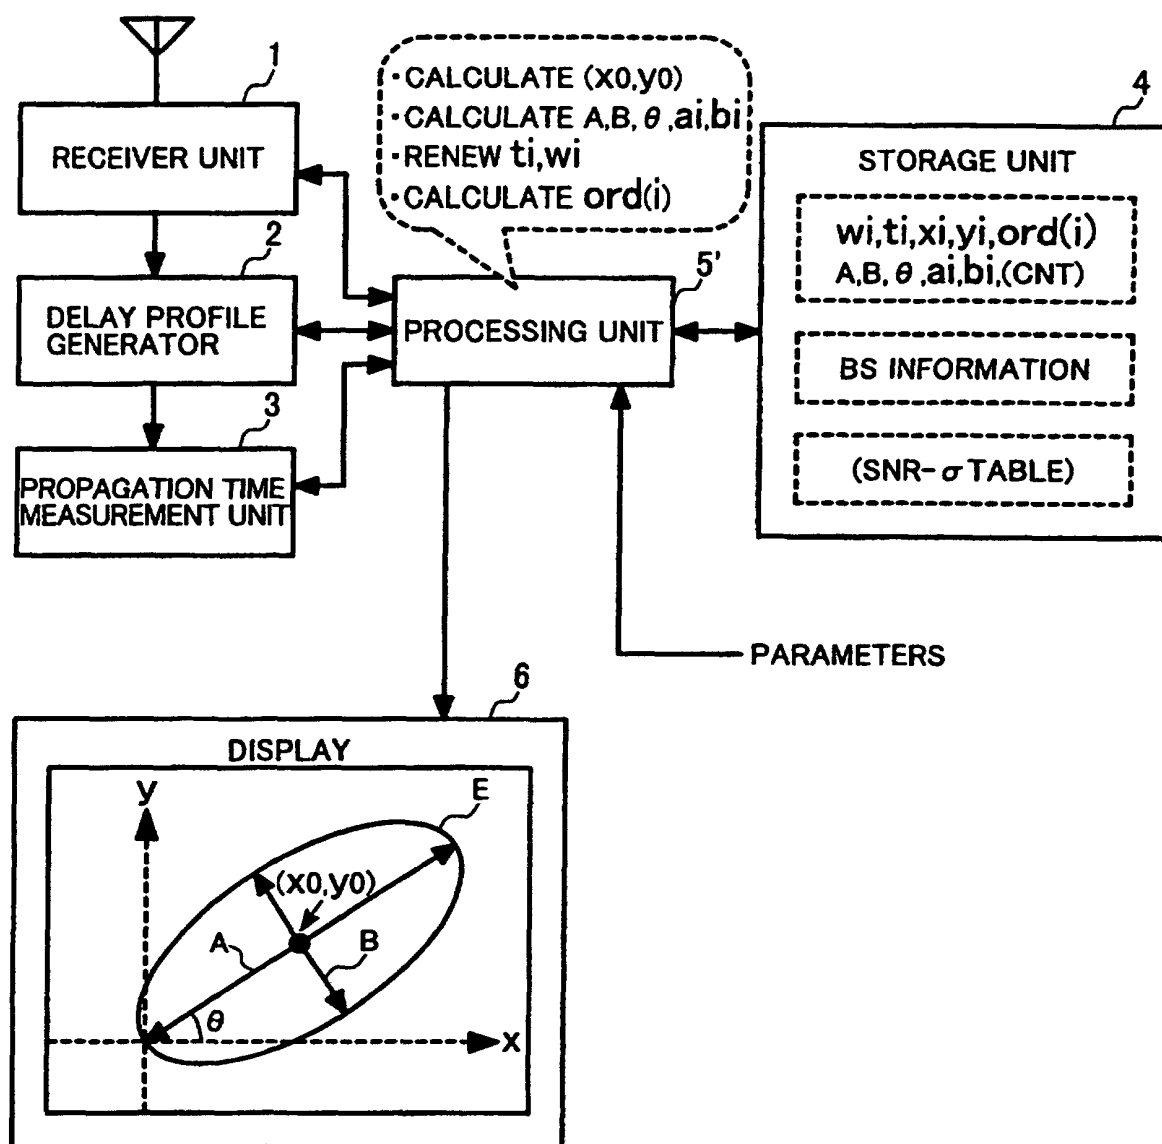 1
RECEIVER UNIT
2
DELAY PROFILE
GENERATOR
3
PROPAGATION TIME
MEASUREMENT UNIT
・CALCULATE (x0,y0)
・CALCULATE A,B,θ,ai,bi
・RENEW ti,wi
・CALCULATE ord(i)
5'
PROCESSING UNIT
4
STORAGE UNIT
wi,ti,xi,yi,ord(i)
A,B,θ,ai,bi,(CNT)
BS INFORMATION
(SNR-σ TABLE)
PARAMETERS
6
DISPLAY
y
E
(x0,y0)
A
B
θ
x